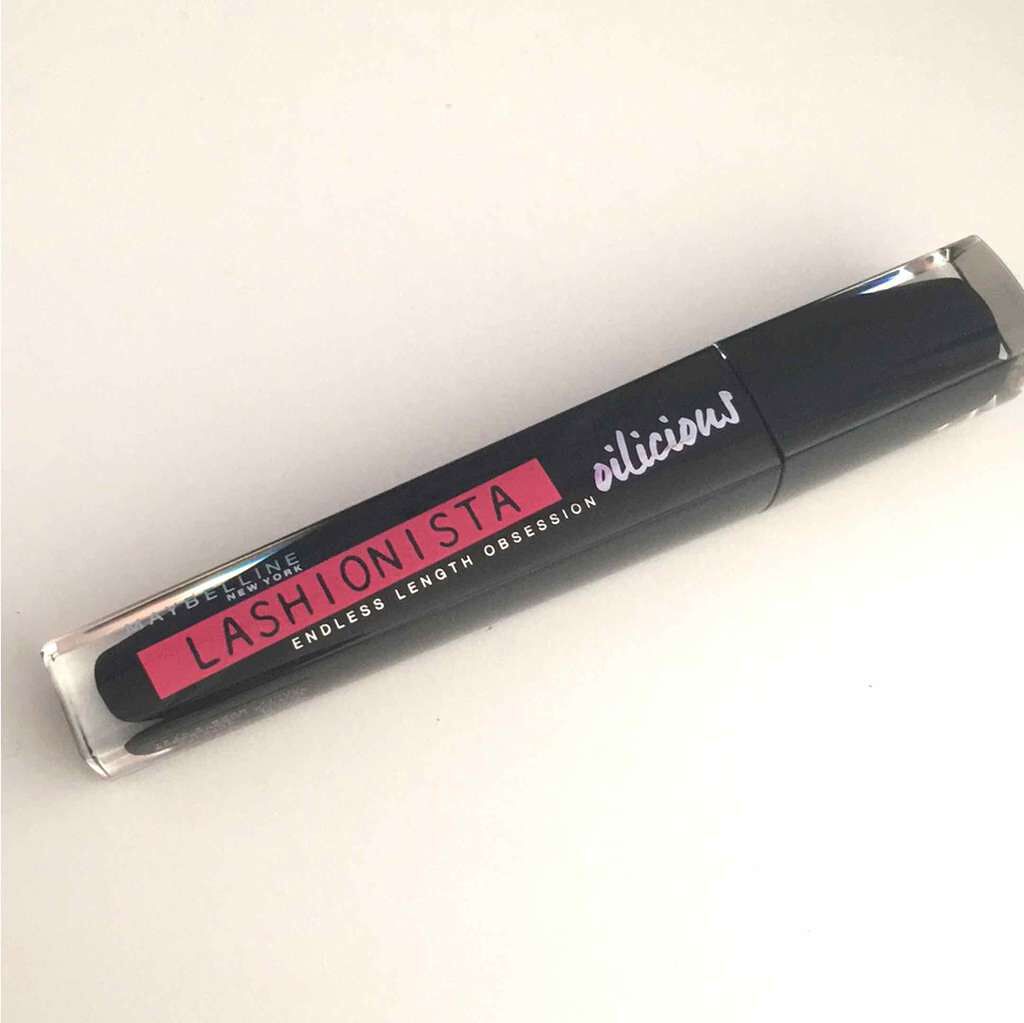 MAYBELLINE
NEW YORK
LASHIONISTA
ENDLESS LENGTH OBSESSION
oilicious